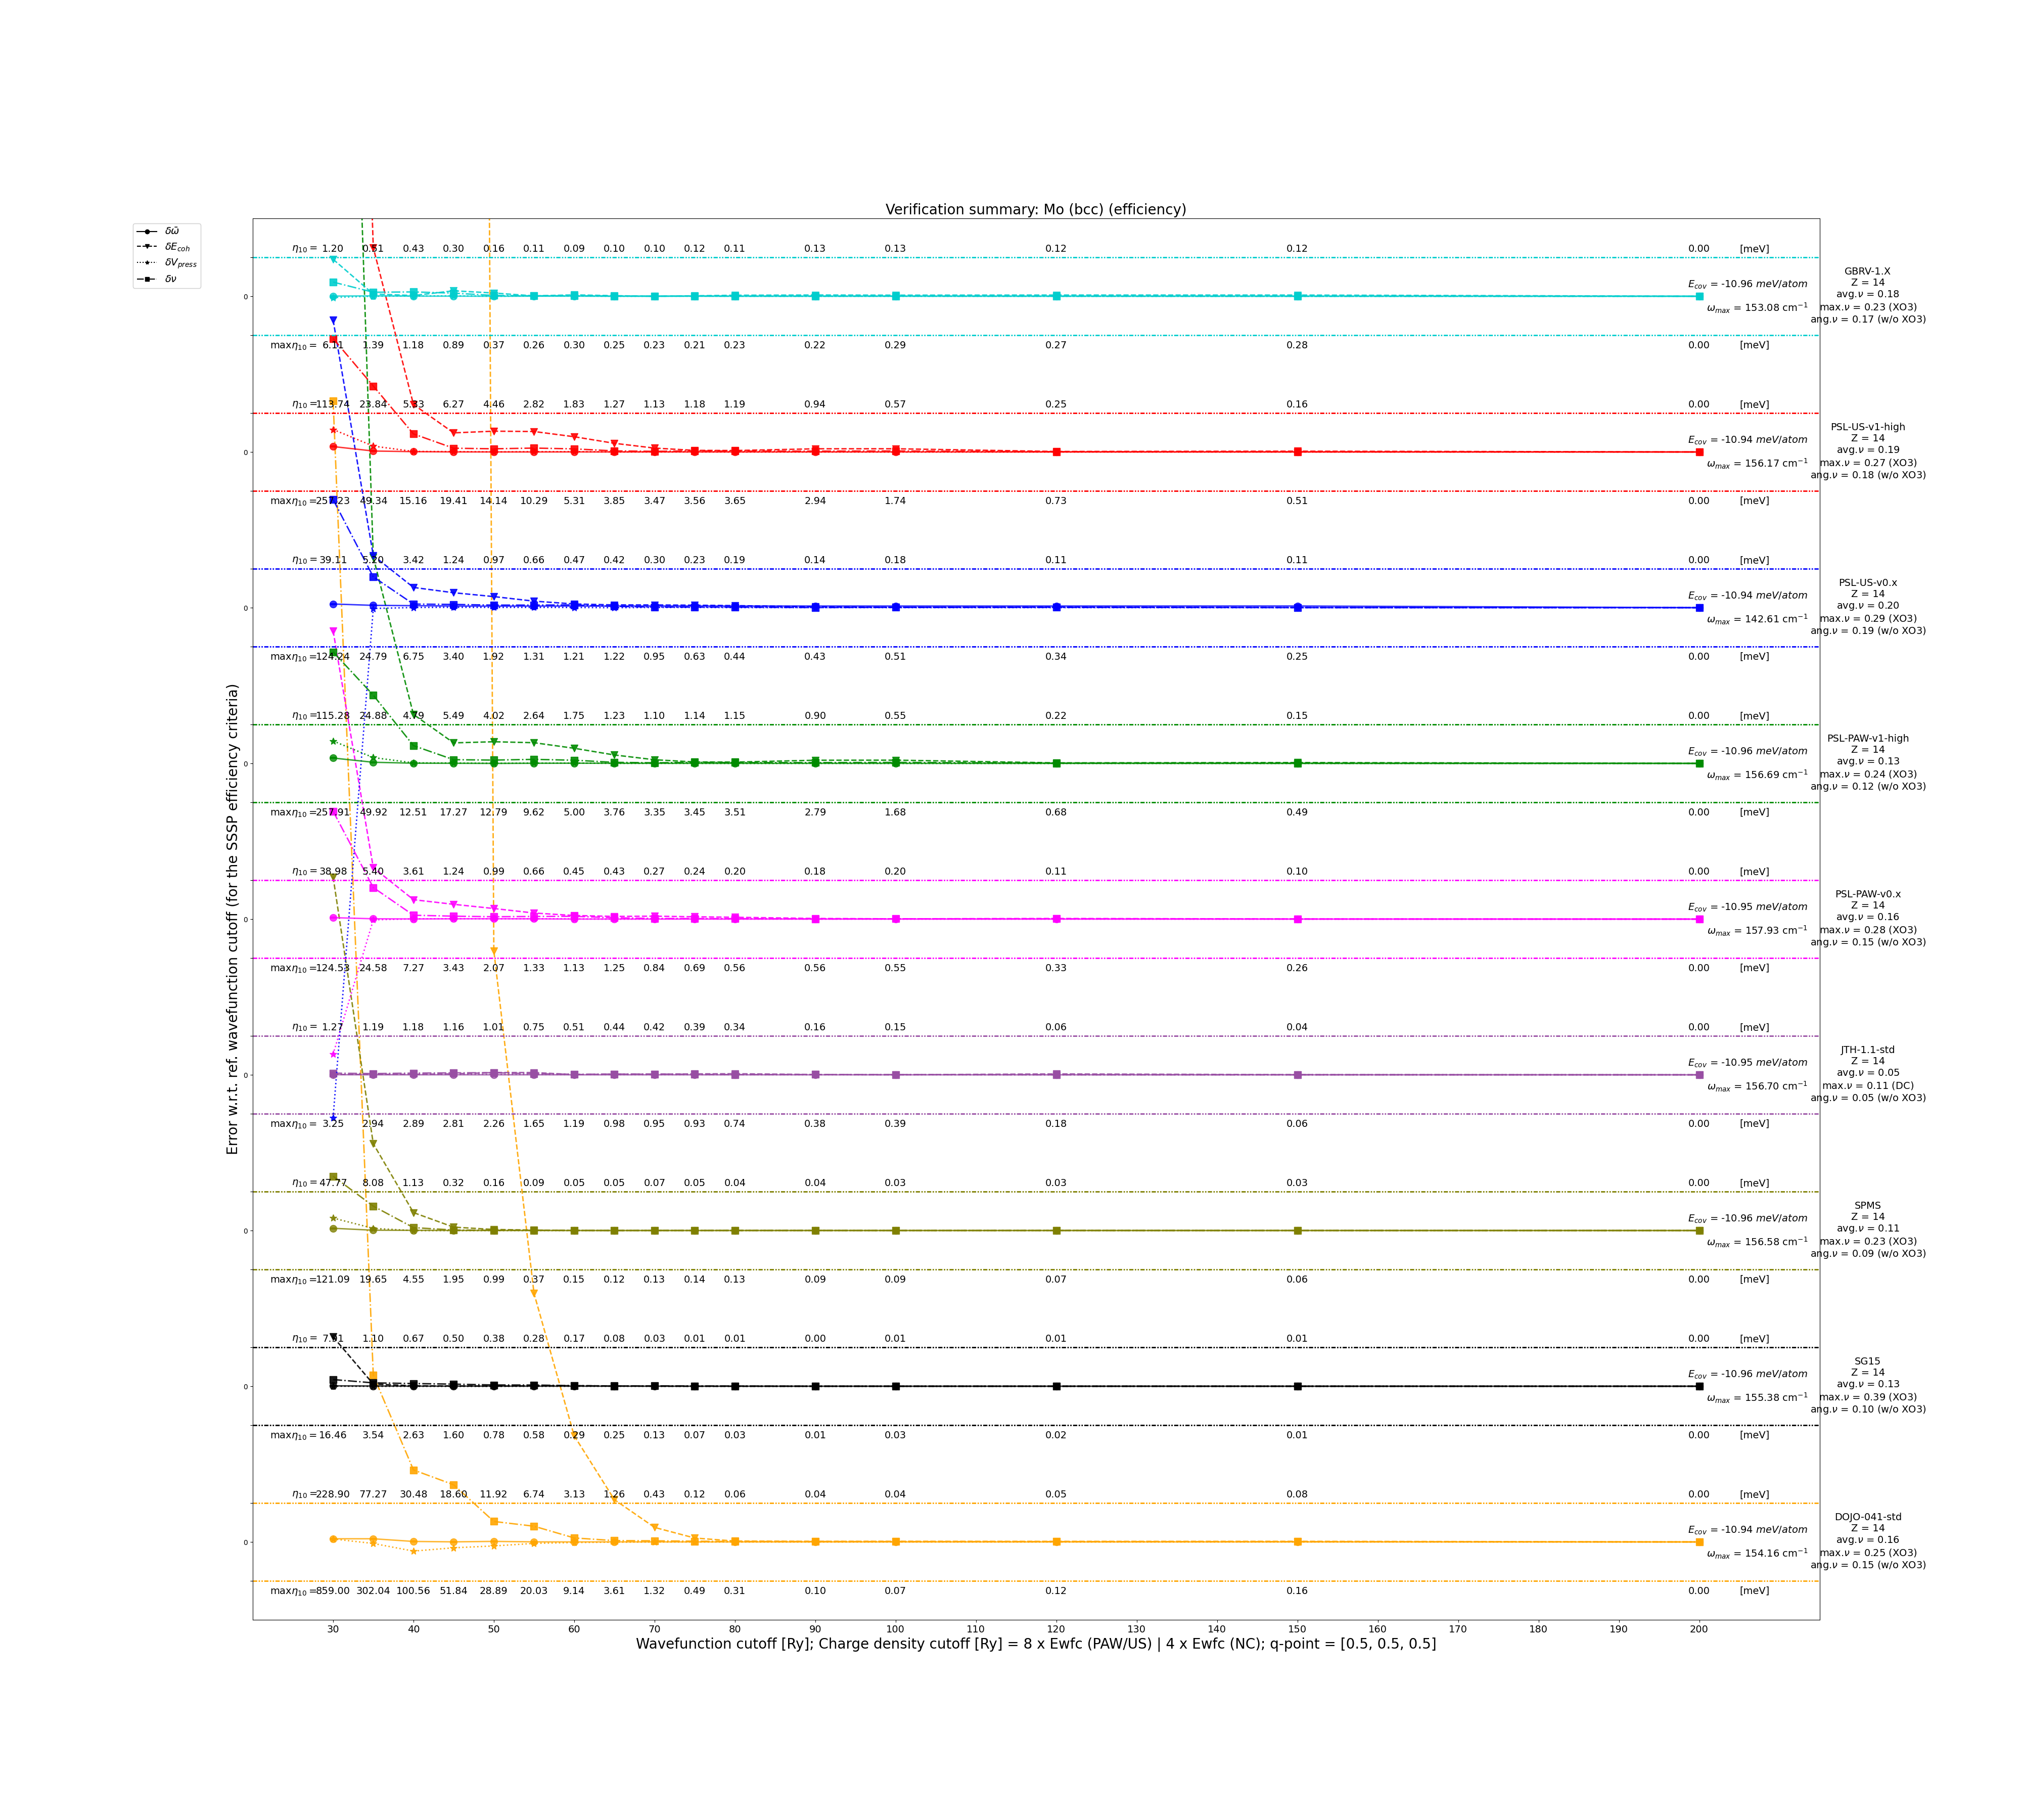 Verification summary: Mo (bcc) (efficiency)
δω̄
δE_coh
δV_press
δν
η₁₀ = 1.20 0.51 0.43 0.30 0.16 0.11 0.09 0.10 0.10 0.12 0.11 0.13 0.13 0.12 0.12 0.00 [meV]
0
E_cov = -10.96 meV/atom
ω_max = 153.08 cm⁻¹
GBRV-1.X
Z = 14
avg.ν = 0.18
max.ν = 0.23 (XO3)
ang.ν = 0.17 (w/o XO3)
maxη₁₀ = 6.11 1.39 1.18 0.89 0.37 0.26 0.30 0.25 0.23 0.21 0.23 0.22 0.29 0.27 0.28 0.00 [meV]
η₁₀ = 113.74 23.84 6.27 4.46 2.82 1.83 1.27 1.13 1.18 1.19 0.94 0.57 0.25 0.16 0.00 [meV]
0
E_cov = -10.94 meV/atom
ω_max = 156.17 cm⁻¹
PSL-US-v1-high
Z = 14
avg.ν = 0.19
max.ν = 0.27 (XO3)
ang.ν = 0.18 (w/o XO3)
maxη₁₀ = 49.34 15.16 19.41 14.14 10.29 5.31 3.85 3.47 3.56 3.65 2.94 1.74 0.73 0.51 0.00 [meV]
η₁₀ = 39.11 3.42 1.24 0.97 0.66 0.47 0.42 0.30 0.23 0.19 0.14 0.18 0.11 0.11 0.00 [meV]
0
E_cov = -10.94 meV/atom
ω_max = 142.61 cm⁻¹
PSL-US-v0.x
Z = 14
avg.ν = 0.20
max.ν = 0.29 (XO3)
ang.ν = 0.19 (w/o XO3)
maxη₁₀ = 124.24 24.79 6.75 3.40 1.92 1.31 1.21 1.22 0.95 0.63 0.44 0.43 0.51 0.34 0.25 0.00 [meV]
η₁₀ = 115.28 24.88 4.79 5.49 4.02 2.64 1.75 1.23 1.10 1.14 1.15 0.90 0.55 0.22 0.15 0.00 [meV]
0
E_cov = -10.96 meV/atom
ω_max = 156.69 cm⁻¹
PSL-PAW-v1-high
Z = 14
avg.ν = 0.13
max.ν = 0.24 (XO3)
ang.ν = 0.12 (w/o XO3)
maxη₁₀ = 49.92 12.51 17.27 12.79 9.62 5.00 3.76 3.35 3.45 3.51 2.79 1.68 0.68 0.49 0.00 [meV]
η₁₀ = 38.98 5.40 3.61 1.24 0.99 0.66 0.45 0.43 0.27 0.24 0.20 0.18 0.20 0.11 0.10 0.00 [meV]
0
E_cov = -10.95 meV/atom
ω_max = 157.93 cm⁻¹
PSL-PAW-v0.x
Z = 14
avg.ν = 0.16
max.ν = 0.28 (XO3)
ang.ν = 0.15 (w/o XO3)
maxη₁₀ = 124.53 24.58 7.27 3.43 2.07 1.33 1.13 1.25 0.84 0.69 0.56 0.56 0.55 0.33 0.26 0.00 [meV]
η₁₀ = 1.27 1.19 1.18 1.16 1.01 0.75 0.51 0.44 0.42 0.39 0.34 0.16 0.15 0.06 0.04 0.00 [meV]
0
E_cov = -10.95 meV/atom
ω_max = 156.70 cm⁻¹
JTH-1.1-std
Z = 14
avg.ν = 0.05
max.ν = 0.11 (DC)
ang.ν = 0.05 (w/o XO3)
maxη₁₀ = 3.25 2.94 2.89 2.81 2.26 1.65 1.19 0.98 0.95 0.93 0.74 0.38 0.39 0.18 0.06 0.00 [meV]
η₁₀ = 47.77 8.08 1.13 0.32 0.16 0.09 0.05 0.05 0.07 0.05 0.04 0.04 0.03 0.03 0.03 0.00 [meV]
0
E_cov = -10.96 meV/atom
ω_max = 156.58 cm⁻¹
SPMS
Z = 14
avg.ν = 0.11
max.ν = 0.23 (XO3)
ang.ν = 0.09 (w/o XO3)
maxη₁₀ = 121.09 19.65 4.55 1.95 0.99 0.37 0.15 0.12 0.13 0.14 0.13 0.09 0.09 0.07 0.06 0.00 [meV]
η₁₀ = 1.10 0.67 0.50 0.38 0.28 0.17 0.08 0.03 0.01 0.01 0.00 0.01 0.01 0.01 0.00 [meV]
0
E_cov = -10.96 meV/atom
ω_max = 155.38 cm⁻¹
SG15
Z = 14
avg.ν = 0.13
max.ν = 0.39 (XO3)
ang.ν = 0.10 (w/o XO3)
maxη₁₀ = 16.46 3.54 2.63 1.60 0.78 0.58 0.29 0.25 0.13 0.07 0.03 0.01 0.03 0.02 0.01 0.00 [meV]
η₁₀ = 228.90 77.27 30.48 18.60 11.92 6.74 3.13 1.26 0.43 0.12 0.06 0.04 0.04 0.05 0.08 0.00 [meV]
0
E_cov = -10.94 meV/atom
ω_max = 154.16 cm⁻¹
DOJO-041-std
Z = 14
avg.ν = 0.16
max.ν = 0.25 (XO3)
ang.ν = 0.15 (w/o XO3)
maxη₁₀ = 859.00 302.04 100.56 51.84 28.89 20.03 9.14 3.61 1.32 0.49 0.31 0.10 0.07 0.12 0.16 0.00 [meV]
30 40 50 60 70 80 90 100 110 120 130 140 150 160 170 180 190 200
Wavefunction cutoff [Ry]; Charge density cutoff [Ry] = 8 x Ewfc (PAW/US) | 4 x Ewfc (NC); q-point = [0.5, 0.5, 0.5]
Error w.r.t. ref. wavefunction cutoff (for the SSSP efficiency criteria)